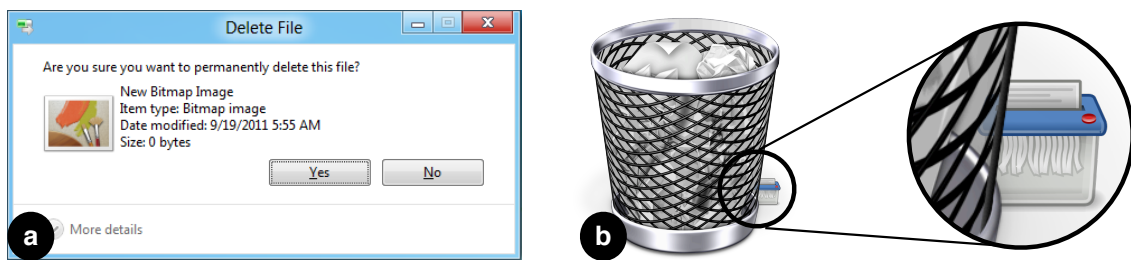 Delete File
Are you sure you want to permanently delete this file?
New Bitmap Image
Item type: Bitmap image
Date modified: 9/19/2011 5:55 AM
Size: 0 bytes
Yes
No
More details
a
b